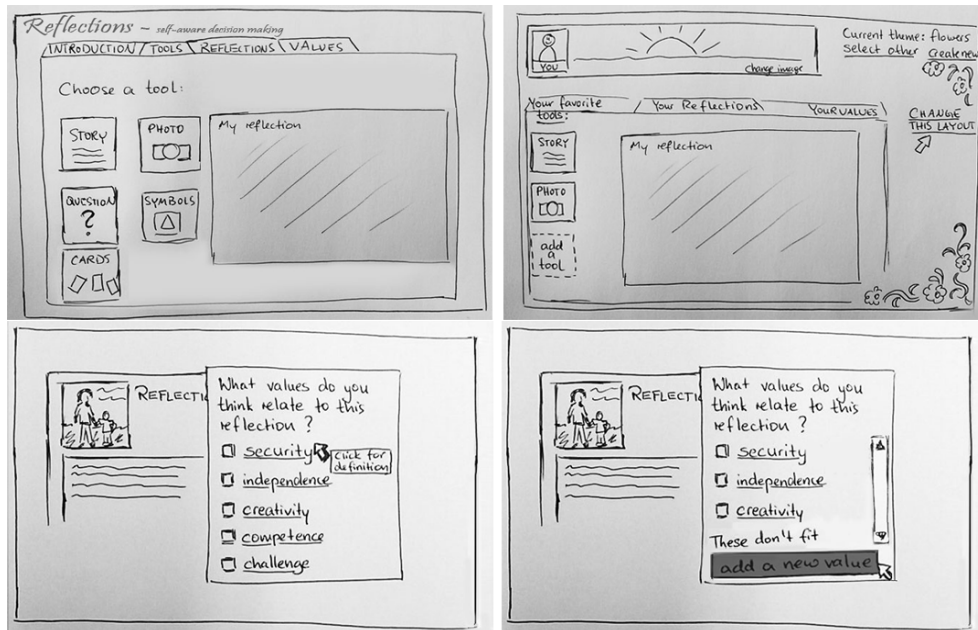 Reflections ~ self-aware decision making
INTRODUCTION / TOOLS \ REFLECTIONS \ VALUES
Choose a tool:
STORY
PHOTO
QUESTION
?
SYMBOLS
CARDS
My reflection
YOU
change image
Current theme: flowers
select other create new
Your favorite
tools:
Your Reflections
YOUR VALUES
CHANGE
THIS LAYOUT
STORY
PHOTO
add
a
tool
My reflection
REFLECTI
What values do you
think relate to this
reflection ?
security
Click for
definition
independence
creativity
competence
challenge
REFLECTI
What values do you
think relate to this
reflection ?
security
independence
creativity
These don't fit
add a new value